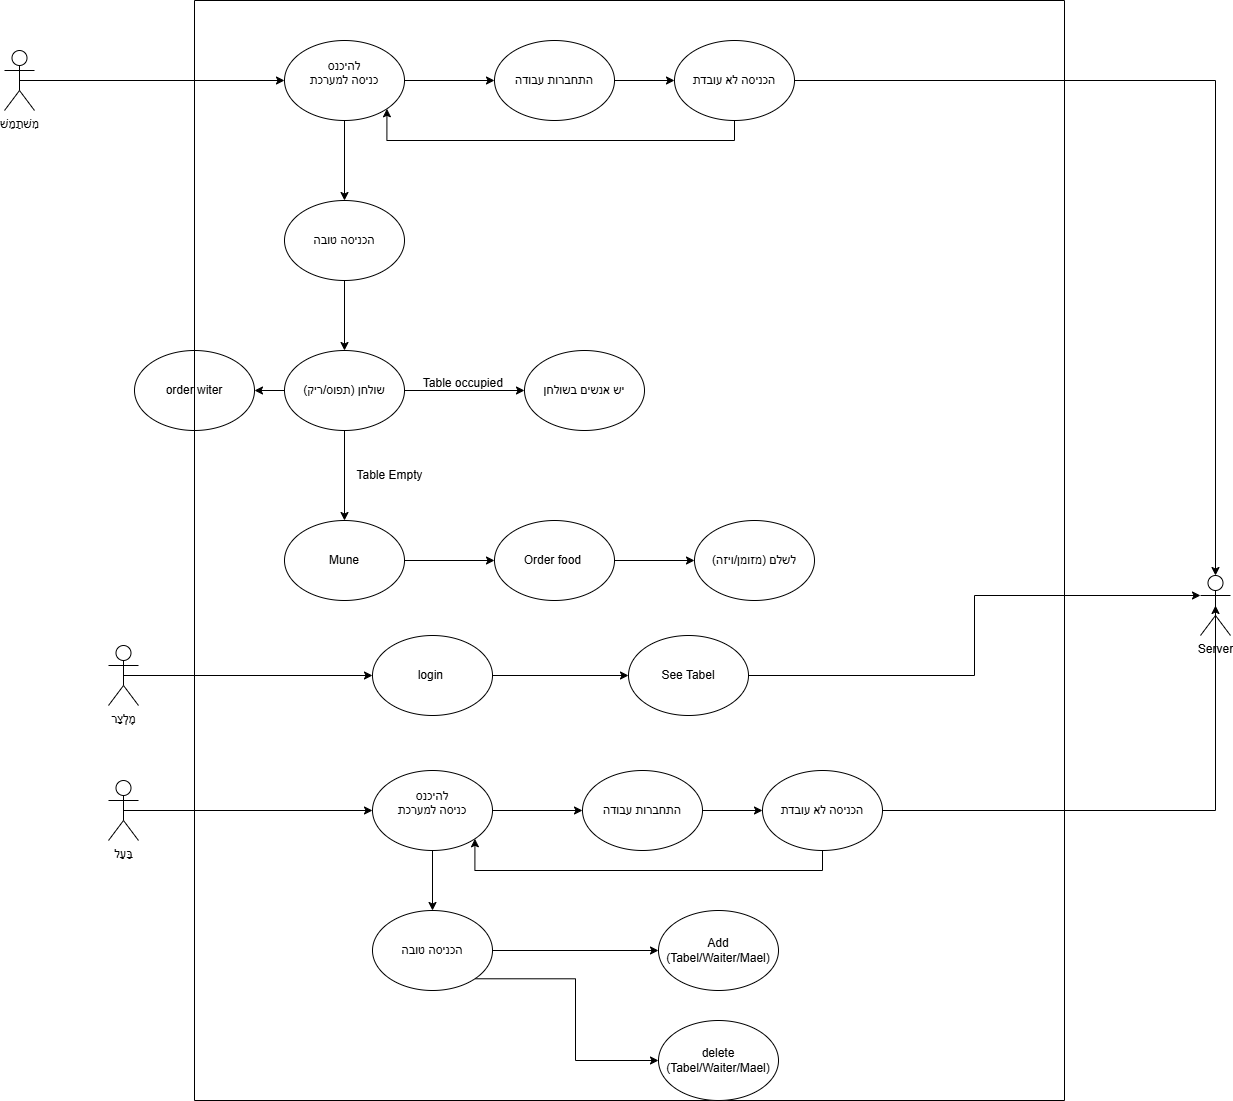 להיכנס
כניסה למערכת
התחברות עבודה
הכניסה לא עובדת
מִשׁתַמֵשׁ
הכניסה טובה
order witer
שולחן (תפוס/ריק)
Table occupied
יש אנשים בשולחן
Table Empty
Mune
Order food
לשלם (מזומן/ויזה)
Server
login
See Tabel
מֶלְצַר
להיכנס
כניסה למערכת
התחברות עבודה
הכניסה לא עובדת
בַּעַל
הכניסה טובה
Add
(Tabel/Waiter/Mael)
delete
(Tabel/Waiter/Mael)